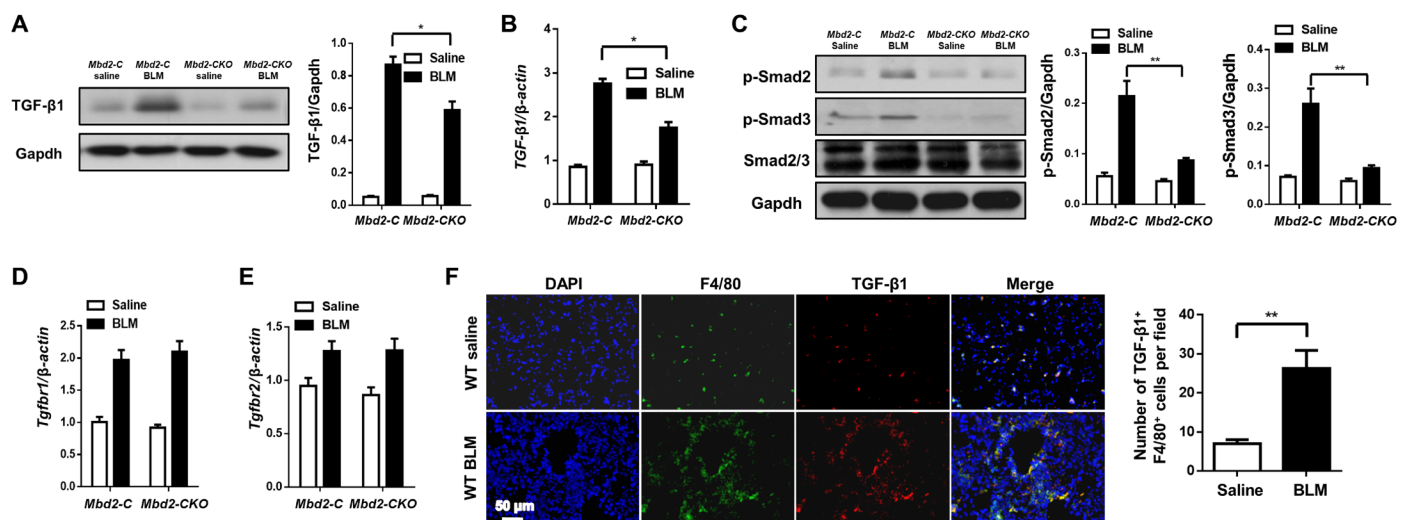 A
Mbd2-C
saline
Mbd2-C
BLM
Mbd2-CKO
saline
Mbd2-CKO
BLM
TGF-β1
Gapdh
TGF-β1/Gapdh
1.0
0.8
0.6
0.4
0.2
0.0
*
Saline
BLM
Mbd2-C Mbd2-CKO
B
TGF-β1/β-actin
4
3
2
1
0
*
Saline
BLM
Mbd2-C Mbd2-CKO
C
Mbd2-C
Saline
Mbd2-C
BLM
Mbd2-CKO
Saline
Mbd2-CKO
BLM
p-Smad2
p-Smad3
Smad2/3
Gapdh
Saline
BLM
p-Smad2/Gapdh
0.3
0.2
0.1
0.0
**
Mbd2-C Mbd2-CKO
Saline
BLM
p-Smad3/Gapdh
0.4
0.3
0.2
0.1
0.0
**
Mbd2-C Mbd2-CKO
D
Saline
BLM
Tgfbr1/β-actin
2.5
2.0
1.5
1.0
0.5
0.0
Mbd2-C Mbd2-CKO
E
Saline
BLM
Tgfbr2/β-actin
2.0
1.5
1.0
0.5
0.0
Mbd2-C Mbd2-CKO
F
DAPI F4/80 TGF-β1 Merge
WT saline
WT BLM
50 μm
Number of TGF-β1+
F4/80+ cells per field
40
30
20
10
0
**
Saline BLM